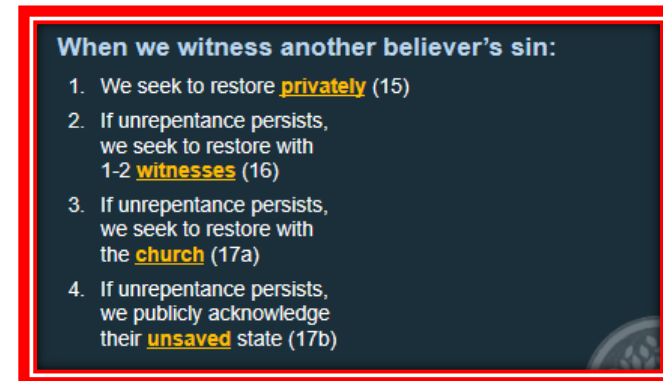 When we witness another believer's sin:
1. We seek to restore privately (15)
2. If unrepentance persists,
we seek to restore with
1-2 witnesses (16)
3. If unrepentance persists,
we seek to restore with
the church (17a)
4. If unrepentance persists,
we publicly acknowledge
their unsaved state (17b)